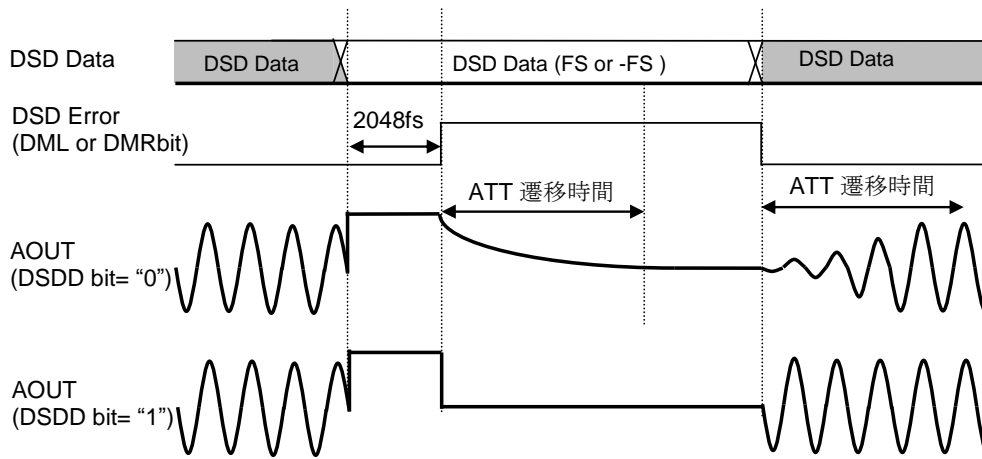 DSD Data
DSD Data
DSD Data (FS or -FS )
DSD Data
DSD Error
(DML or DMRbit)
2048fs
ATT 遷移時間
ATT 遷移時間
AOUT
(DSDD bit= “0”)
AOUT
(DSDD bit= “1”)